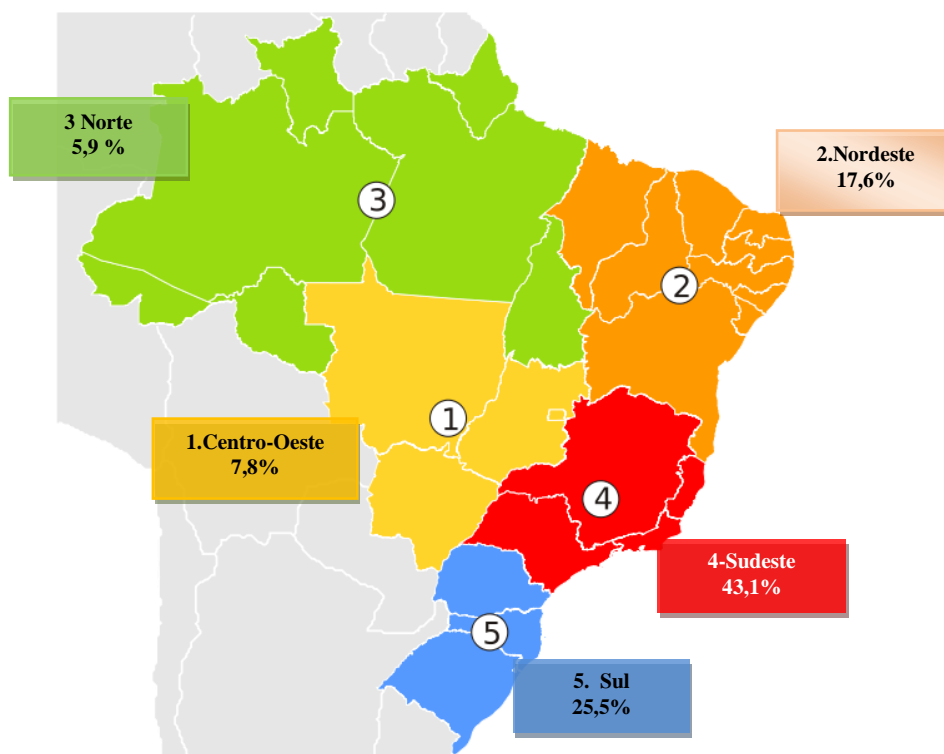 3 Norte
5,9 %
2.Nordeste
17,6%
3
2
1
1.Centro-Oeste
7,8%
4
4-Sudeste
43,1%
5
5. Sul
25,5%